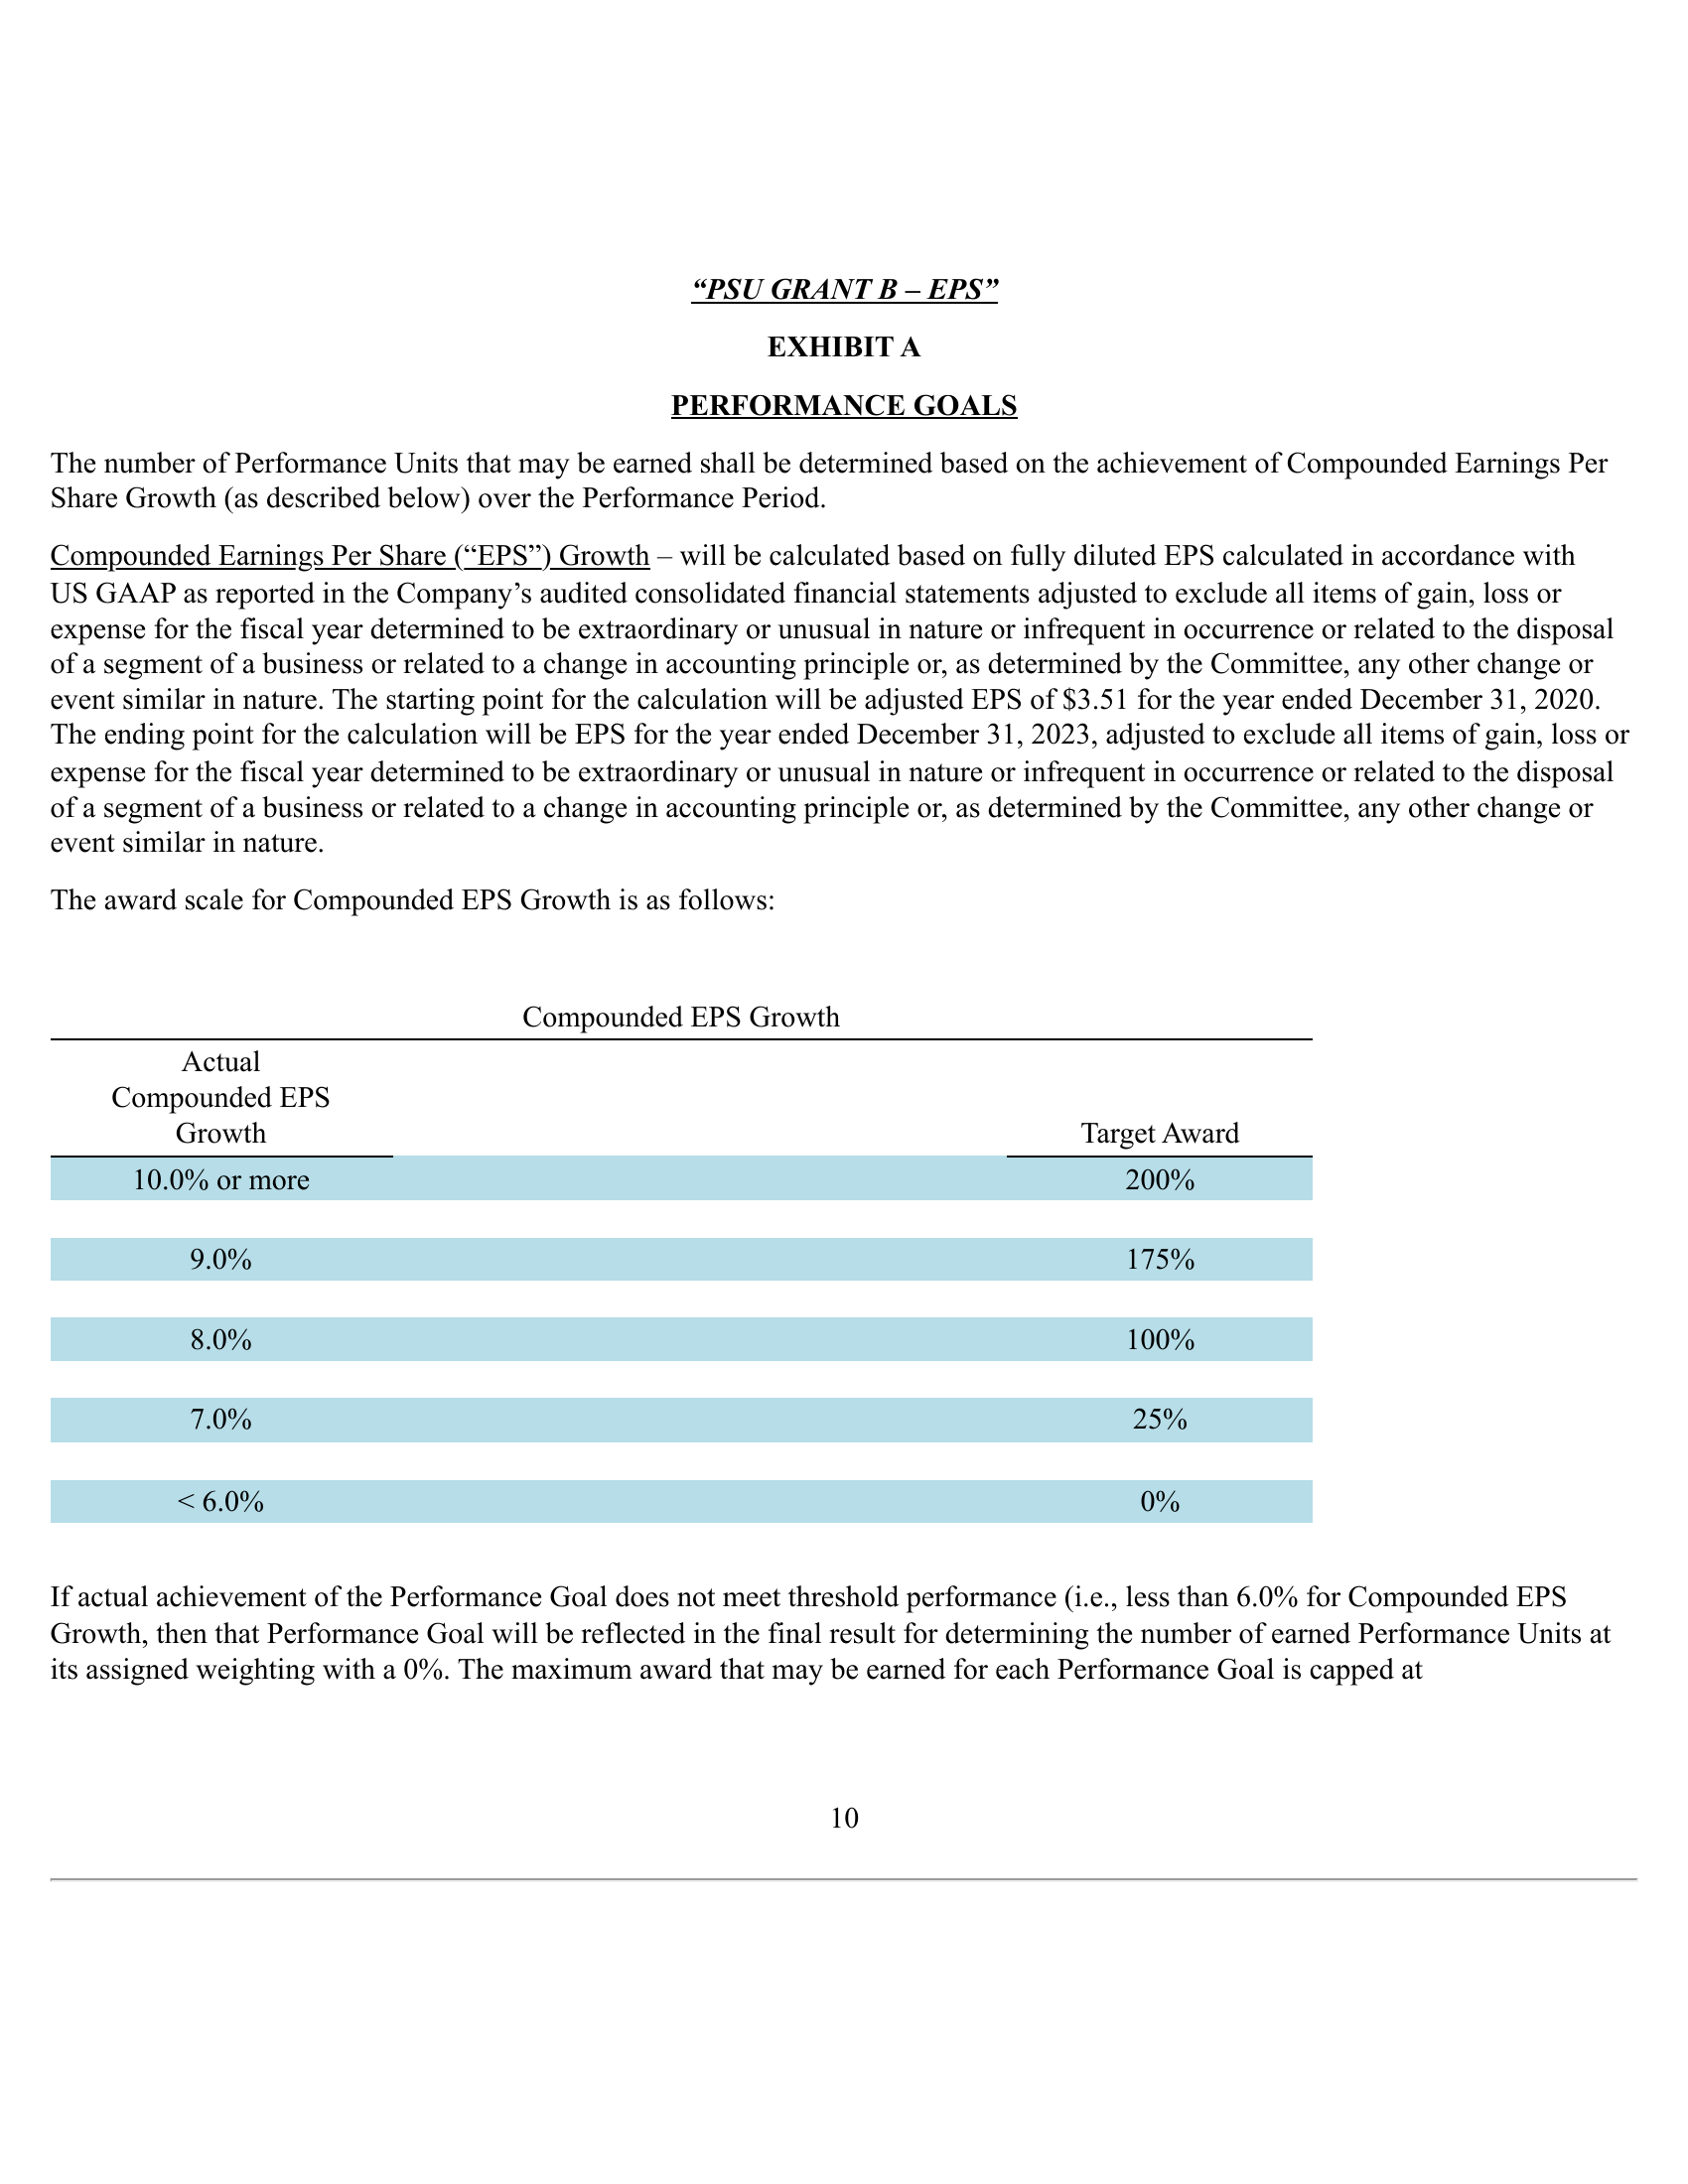 “PSU GRANT B – EPS”
EXHIBIT A
PERFORMANCE GOALS
The number of Performance Units that may be earned shall be determined based on the achievement of Compounded Earnings Per
Share Growth (as described below) over the Performance Period.
Compounded Earnings Per Share (“EPS”) Growth – will be calculated based on fully diluted EPS calculated in accordance with
US GAAP as reported in the Company’s audited consolidated financial statements adjusted to exclude all items of gain, loss or
expense for the fiscal year determined to be extraordinary or unusual in nature or infrequent in occurrence or related to the disposal
of a segment of a business or related to a change in accounting principle or, as determined by the Committee, any other change or
event similar in nature. The starting point for the calculation will be adjusted EPS of $3.51 for the year ended December 31, 2020.
The ending point for the calculation will be EPS for the year ended December 31, 2023, adjusted to exclude all items of gain, loss or
expense for the fiscal year determined to be extraordinary or unusual in nature or infrequent in occurrence or related to the disposal
of a segment of a business or related to a change in accounting principle or, as determined by the Committee, any other change or
event similar in nature.
The award scale for Compounded EPS Growth is as follows:
Compounded EPS Growth
Actual
Compounded EPS
Growth Target Award
10.0% or more 200%
9.0% 175%
8.0% 100%
7.0% 25%
< 6.0% 0%
If actual achievement of the Performance Goal does not meet threshold performance (i.e., less than 6.0% for Compounded EPS
Growth, then that Performance Goal will be reflected in the final result for determining the number of earned Performance Units at
its assigned weighting with a 0%. The maximum award that may be earned for each Performance Goal is capped at
10